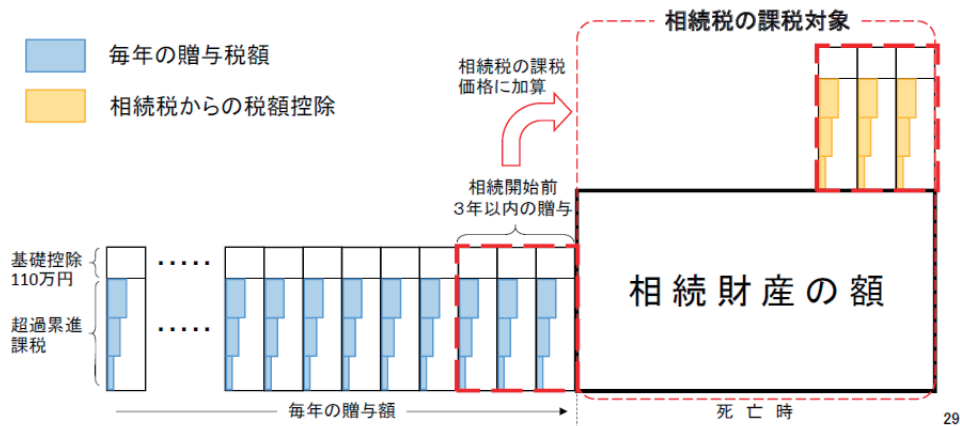 相続税の課税対象
毎年の贈与税額
相続税からの税額控除
相続税の課税
価格に加算
相続開始前
3年以内の贈与
基礎控除
110万円
・・・・・
超過累進
課税
・・・・・
相続財産の額
毎年の贈与額
死亡時
29